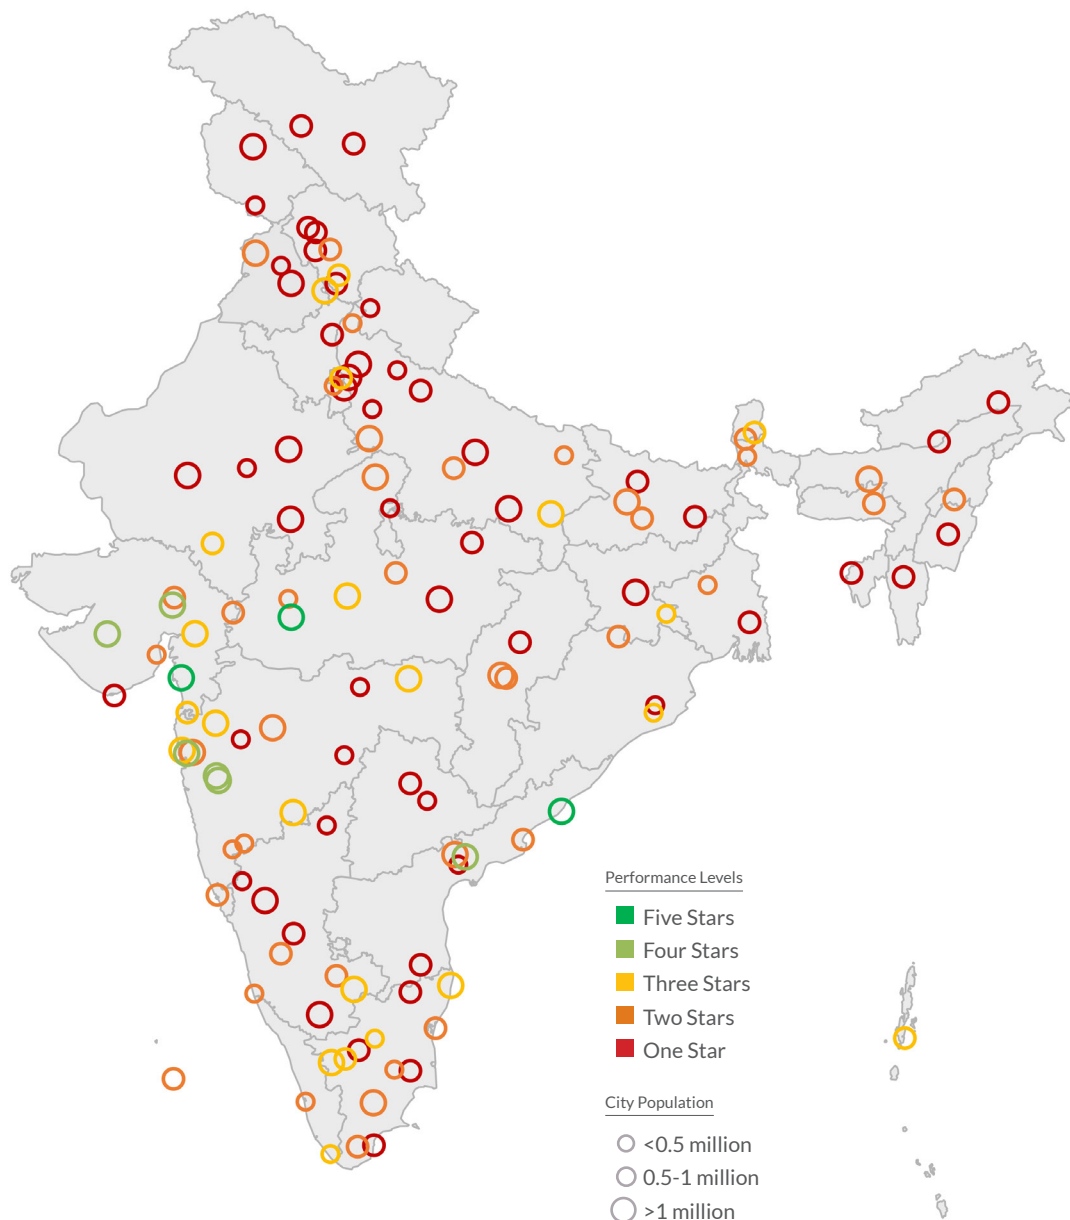 Performance Levels
Five Stars
Four Stars
Three Stars
Two Stars
One Star
City Population
<0.5 million
0.5-1 million
>1 million